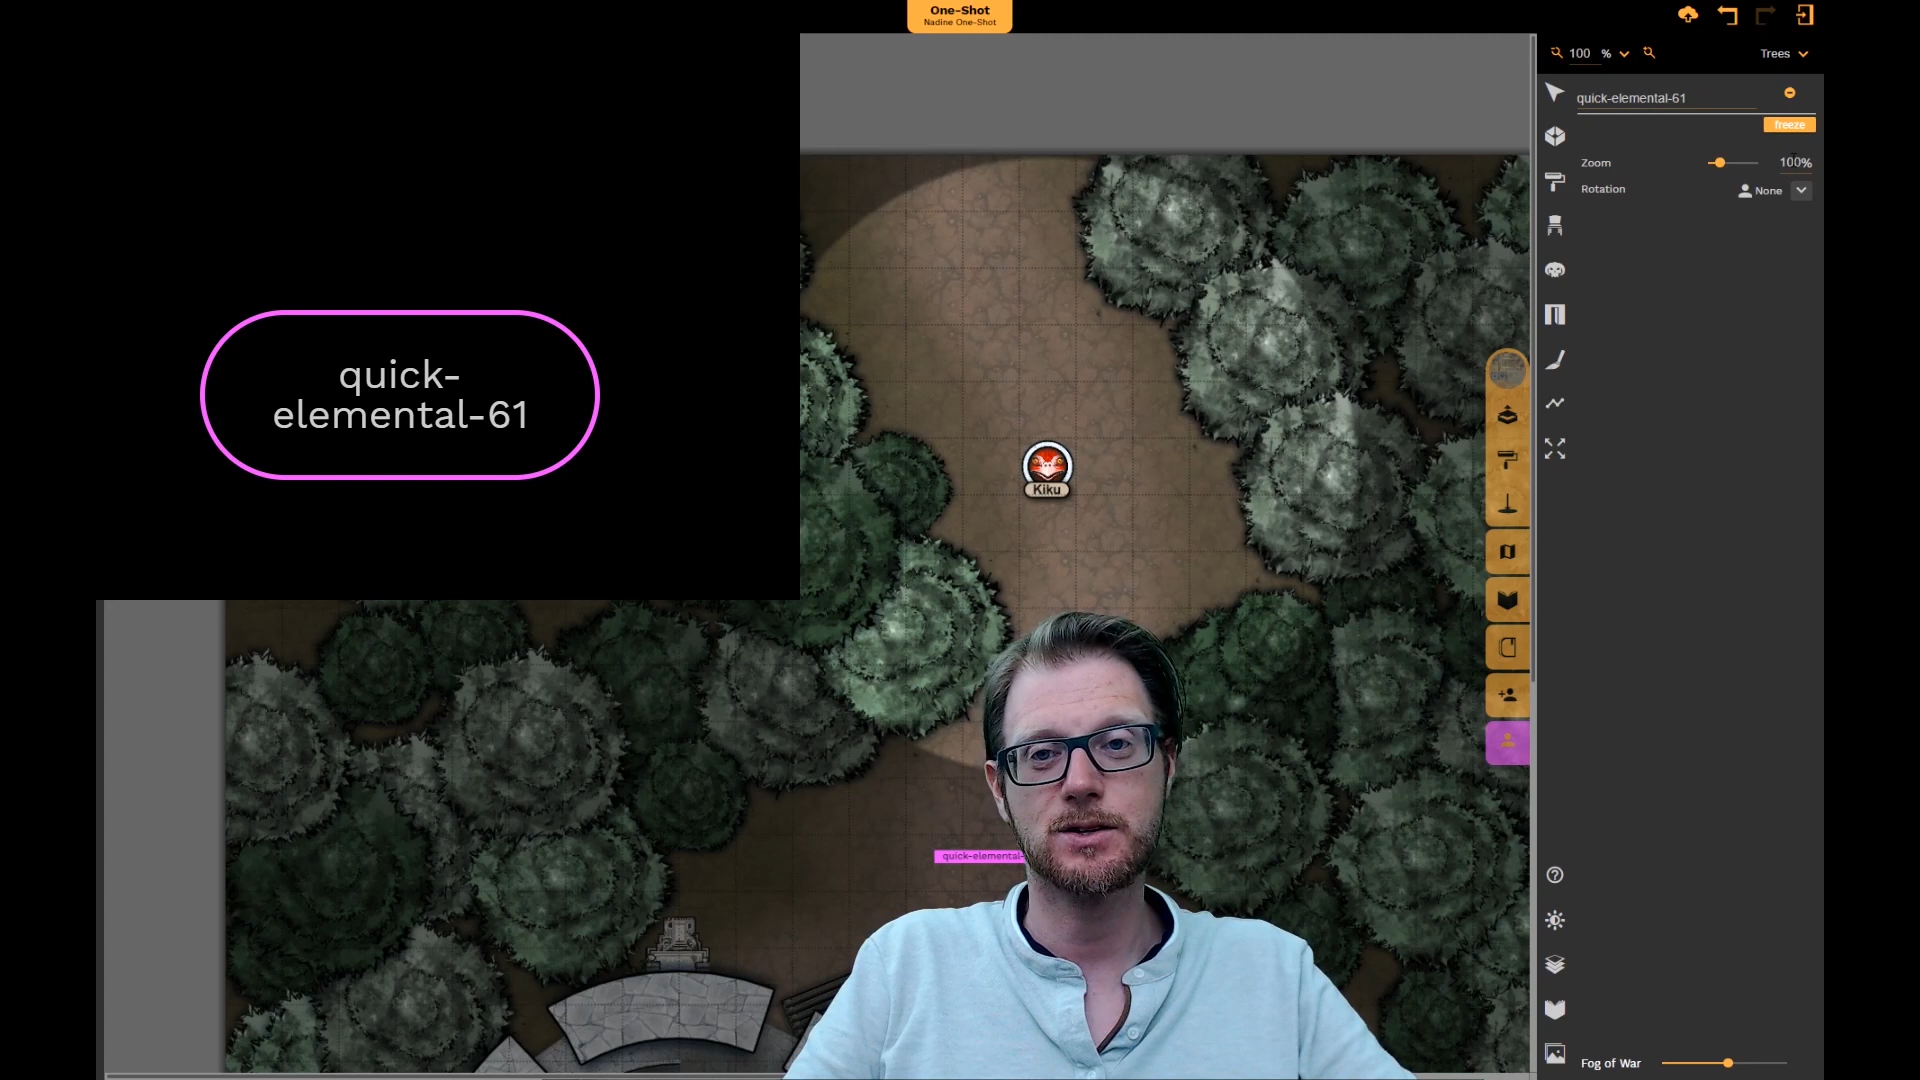 One-Shot
Nadine One-Shot
100 %
Trees
quick-elemental-61
freeze
Zoom
100%
Rotation
None
quick-
elemental-61
Kiku
quick-elemental-
Fog of War